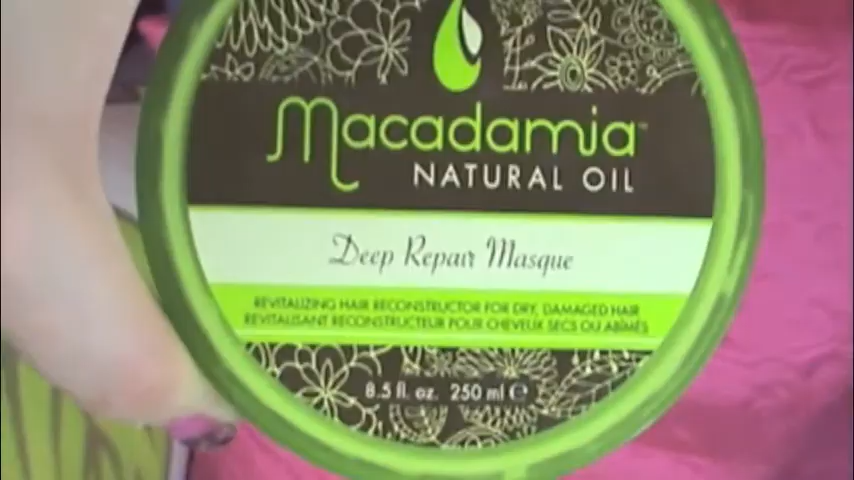 Macadamia™
NATURAL OIL
Deep Repair Masque
REVITALIZING HAIR RECONSTRUCTOR FOR DRY, DAMAGED HAIR
REVITALISANT RECONSTRUCTEUR POUR CHEVEUX SECS OU ABÎMÉS
8.5 fl. oz. 250 ml ℮